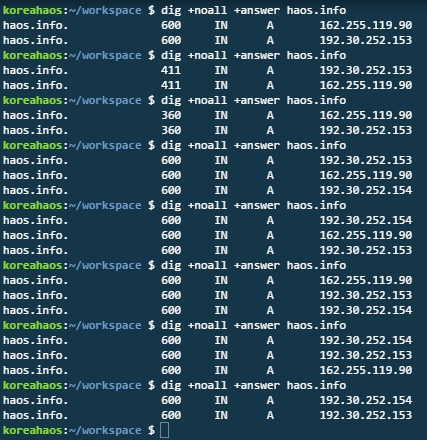 koreahaos:~/workspace $ dig +noall +answer haos.info
haos.info. 600 IN A 162.255.119.90
haos.info. 600 IN A 192.30.252.153
koreahaos:~/workspace $ dig +noall +answer haos.info
haos.info. 411 IN A 192.30.252.153
haos.info. 411 IN A 162.255.119.90
koreahaos:~/workspace $ dig +noall +answer haos.info
haos.info. 360 IN A 162.255.119.90
haos.info. 360 IN A 192.30.252.153
koreahaos:~/workspace $ dig +noall +answer haos.info
haos.info. 600 IN A 192.30.252.153
haos.info. 600 IN A 162.255.119.90
haos.info. 600 IN A 192.30.252.154
koreahaos:~/workspace $ dig +noall +answer haos.info
haos.info. 600 IN A 192.30.252.154
haos.info. 600 IN A 162.255.119.90
haos.info. 600 IN A 192.30.252.153
koreahaos:~/workspace $ dig +noall +answer haos.info
haos.info. 600 IN A 162.255.119.90
haos.info. 600 IN A 192.30.252.153
haos.info. 600 IN A 192.30.252.154
koreahaos:~/workspace $ dig +noall +answer haos.info
haos.info. 600 IN A 192.30.252.154
haos.info. 600 IN A 192.30.252.153
haos.info. 600 IN A 162.255.119.90
koreahaos:~/workspace $ dig +noall +answer haos.info
haos.info. 600 IN A 192.30.252.154
haos.info. 600 IN A 192.30.252.153
koreahaos:~/workspace $